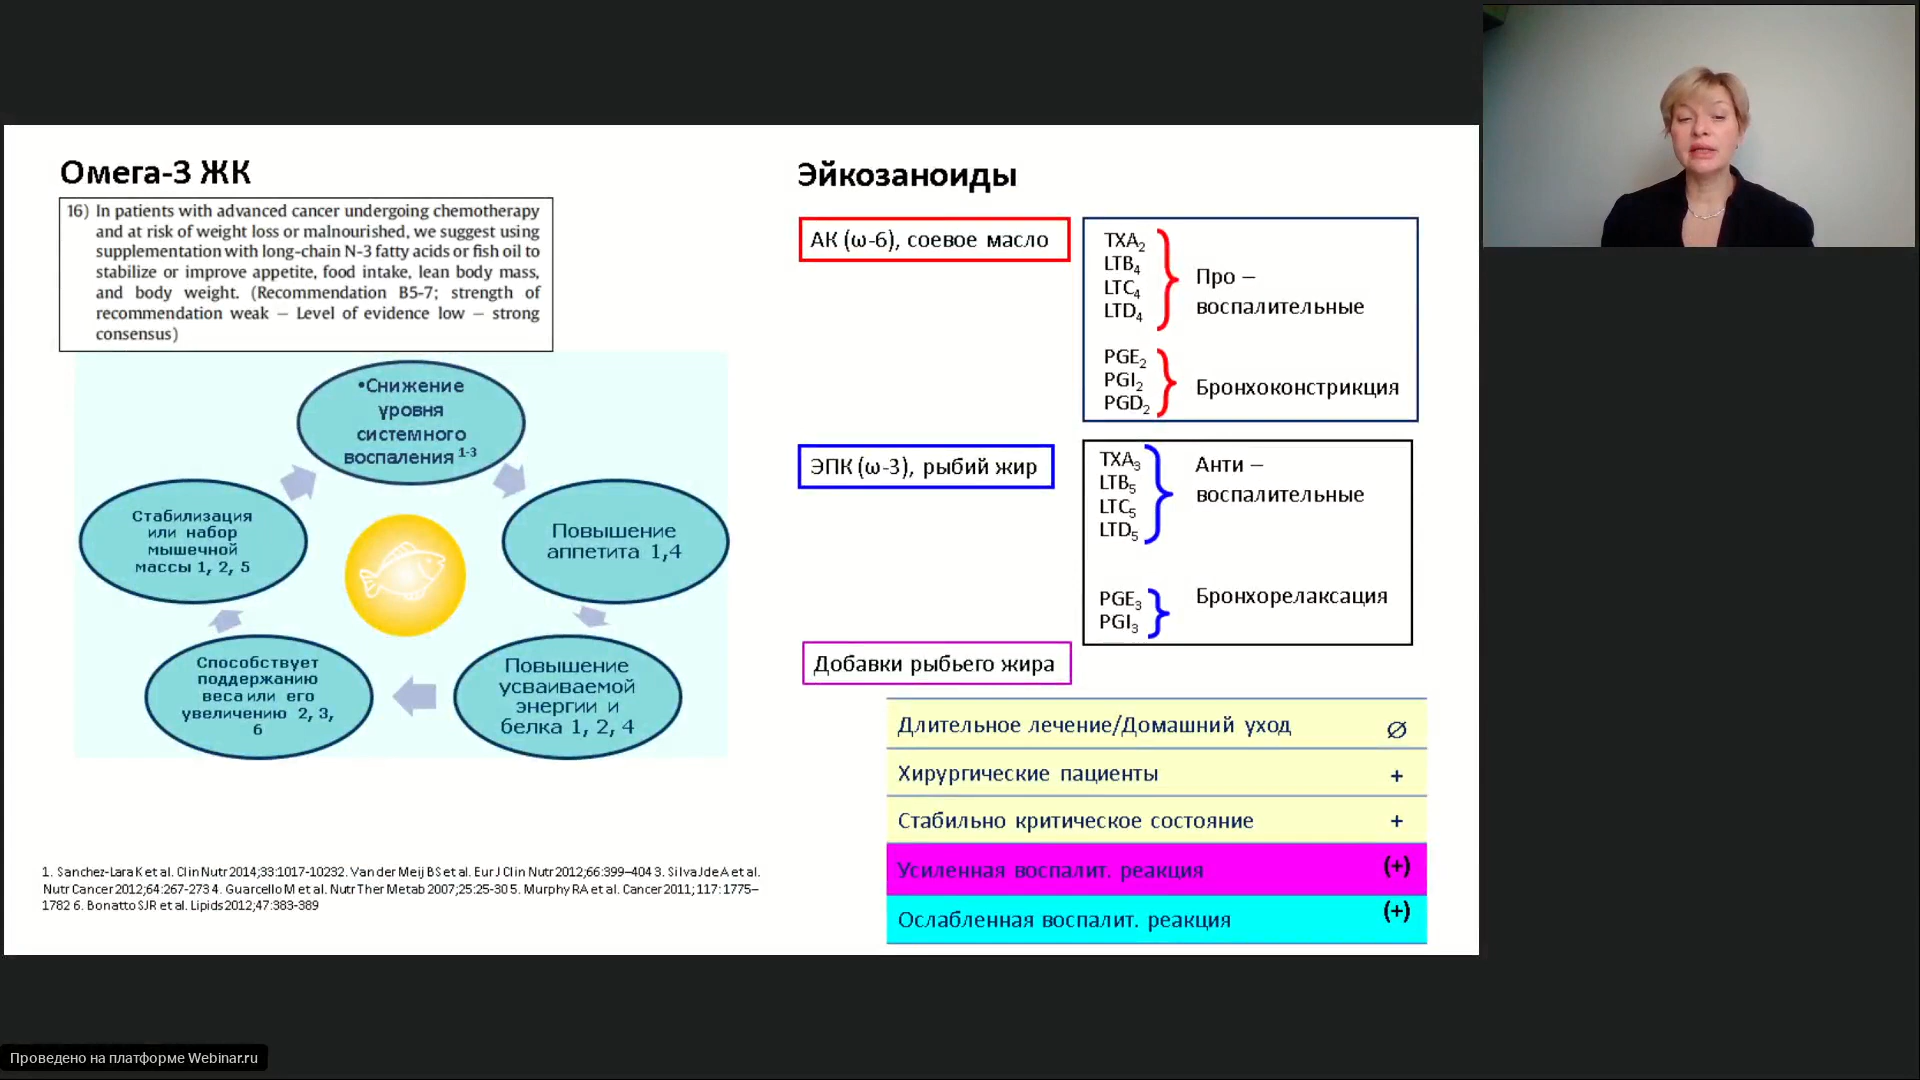 Омега-3 ЖК
16) In patients with advanced cancer undergoing chemotherapy
and at risk of weight loss or malnourished, we suggest using
supplementation with long-chain N-3 fatty acids or fish oil to
stabilize or improve appetite, food intake, lean body mass,
and body weight. (Recommendation B5-7; strength of
recommendation weak – Level of evidence low – strong
consensus)
•Снижение
уровня
системного
воспаления 1-3
Повышение
аппетита 1,4
Повышение
усваиваемой
энергии и
белка 1, 2, 4
Способствует
поддержанию
веса или его
увеличению 2, 3,
6
Стабилизация
или набор
мышечной
массы 1, 2, 5
1. Sanchez-Lara K et al. Clin Nutr 2014;33:1017-10232. Van der Meij BS et al. Eur J Clin Nutr 2012;66:399–404 3. Silva Jde A et al.
Nutr Cancer 2012;64:267-273 4. Guarcello M et al. Nutr Ther Metab 2007;25:25-30 5. Murphy RA et al. Cancer 2011; 117:1775–
1782 6. Bonatto SJR et al. Lipids 2012;47:383-389
Эйкозаноиды
АК (ω-6), соевое масло
TXA2
LTB4
LTC4
LTD4
Про –
воспалительные
PGE2
PGI2
PGD2
Бронхоконстрикция
ЭПК (ω-3), рыбий жир
TXA3
LTB5
LTC5
LTD5
Анти –
воспалительные
PGE3
PGI3
Бронхорелаксация
Добавки рыбьего жира
Длительное лечение/Домашний уход ∅
Хирургические пациенты +
Стабильно критическое состояние +
Усиленная воспалит. реакция (+)
Ослабленная воспалит. реакция (+)
Проведено на платформе Webinar.ru